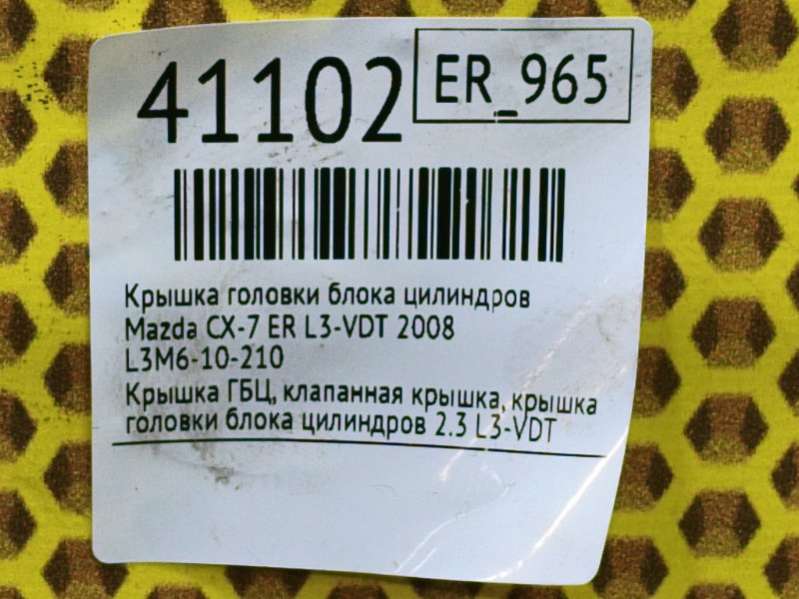 41102
ER_965
Крышка головки блока цилиндров
Mazda CX-7 ER L3-VDT 2008
L3M6-10-210
Крышка ГБЦ, клапанная крышка, крышка
головки блока цилиндров 2.3 L3-VDT